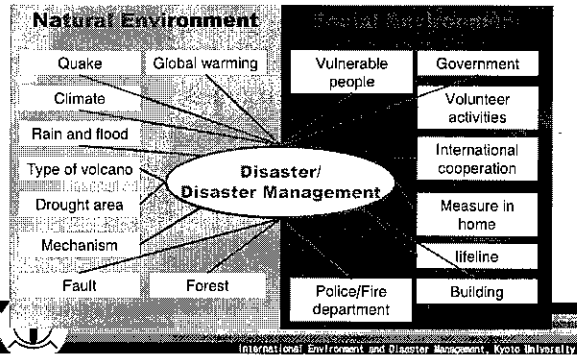 Natural Environment
Social Environment
Quake
Global warming
Climate
Rain and flood
Type of volcano
Drought area
Mechanism
Fault
Forest
Disaster/
Disaster Management
Vulnerable
people
Government
Volunteer
activities
International
cooperation
Measure in
home
lifeline
Police/Fire
department
Building
International Environment and Disaster Management, Kyoto University